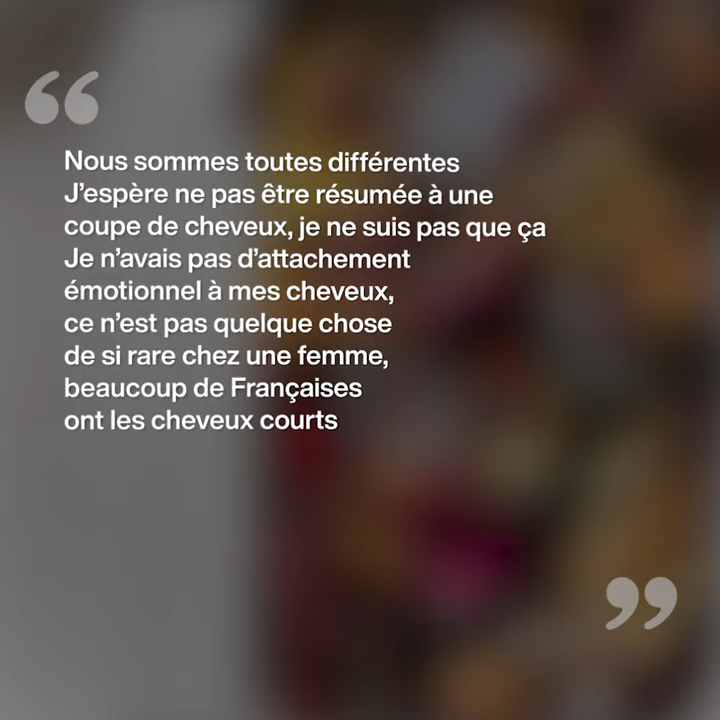 “
Nous sommes toutes différentes
J’espère ne pas être résumée à une
coupe de cheveux, je ne suis pas que ça
Je n’avais pas d’attachement
émotionnel à mes cheveux,
ce n’est pas quelque chose
de si rare chez une femme,
beaucoup de Françaises
ont les cheveux courts
”